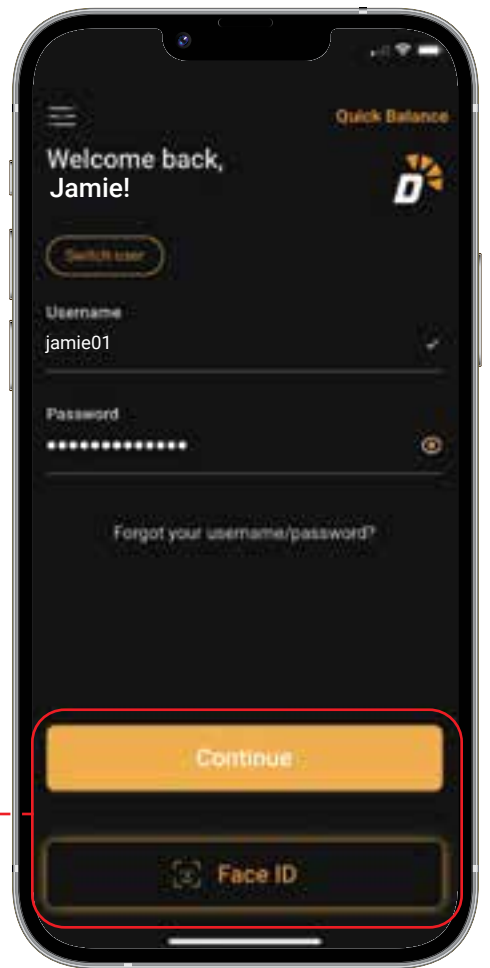 Quick Balance
Welcome back,
Jamie!
D
Switch user
Username
jamie01
Password
•••••••••••••
Forgot your username/password?
Continue
Face ID